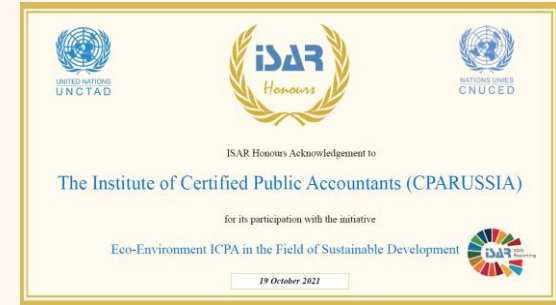 UNITED NATIONS
UNCTAD
iSAR
Honours
NATIONS UNIES
CNUCED
ISAR Honours Acknowledgement to
The Institute of Certified Public Accountants (CPARUSSIA)
for its participation with the initiative
Eco-Environment ICPA in the Field of Sustainable Development
iSAR SDG
Reporting
19 October 2021